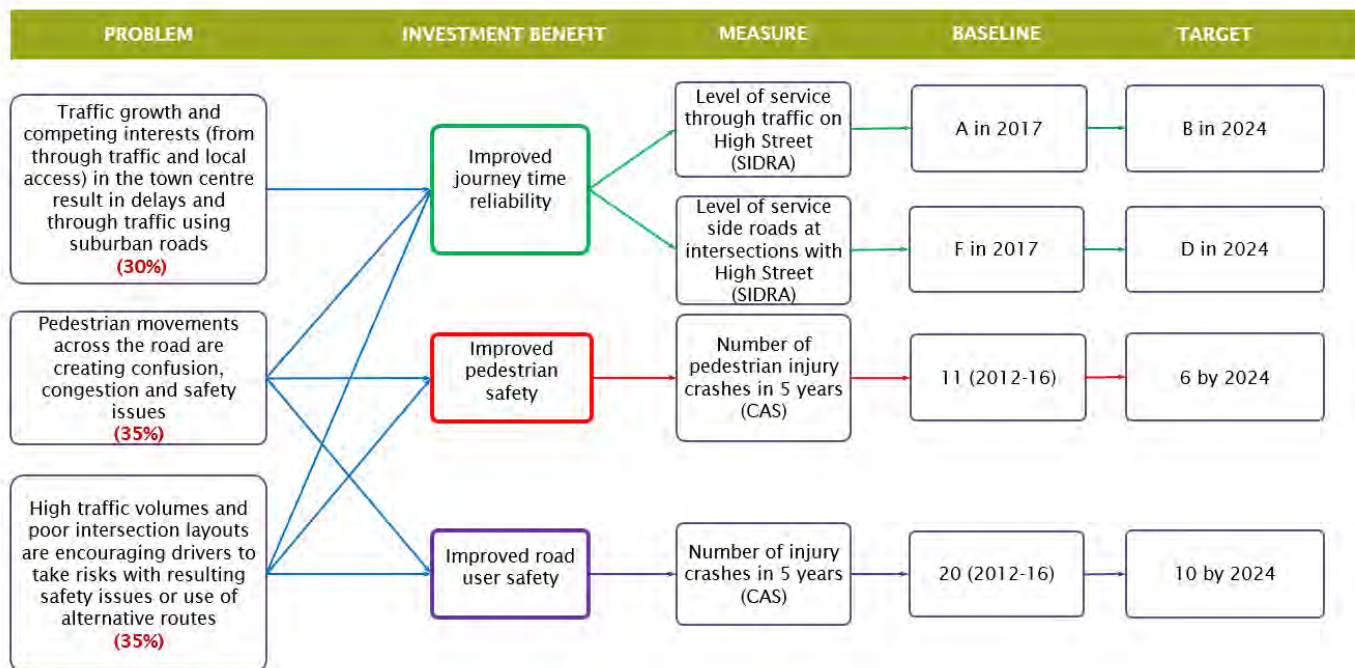 PROBLEM
INVESTMENT BENEFIT
MEASURE
BASELINE
TARGET
Traffic growth and
competing interests (from
through traffic and local
access) in the town centre
result in delays and
through traffic using
suburban roads
(30%)
Improved
journey time
reliability
Level of service
through traffic on
High Street
(SIDRA)
A in 2017
B in 2024
Level of service
side roads at
intersections with
High Street
(SIDRA)
F in 2017
D in 2024
Pedestrian movements
across the road are
creating confusion,
congestion and safety
issues
(35%)
Improved
pedestrian
safety
Number of
pedestrian injury
crashes in 5 years
(CAS)
11 (2012-16)
6 by 2024
High traffic volumes and
poor intersection layouts
are encouraging drivers to
take risks with resulting
safety issues or use of
alternative routes
(35%)
Improved road
user safety
Number of injury
crashes in 5 years
(CAS)
20 (2012-16)
10 by 2024